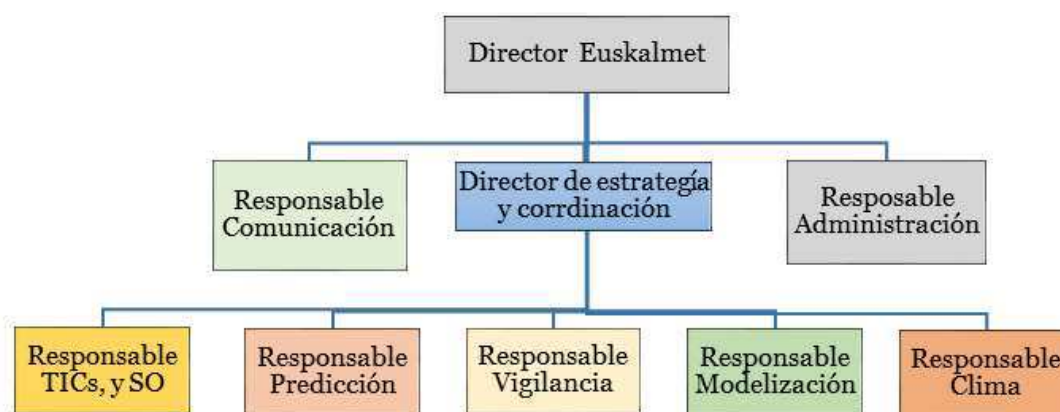 Director Euskalmet
Responsable
Comunicación
Director de estrategía
y corrdinación
Resposable
Administración
Responsable
TICs, y SO
Responsable
Predicción
Responsable
Vigilancia
Responsable
Modelización
Responsable
Clima